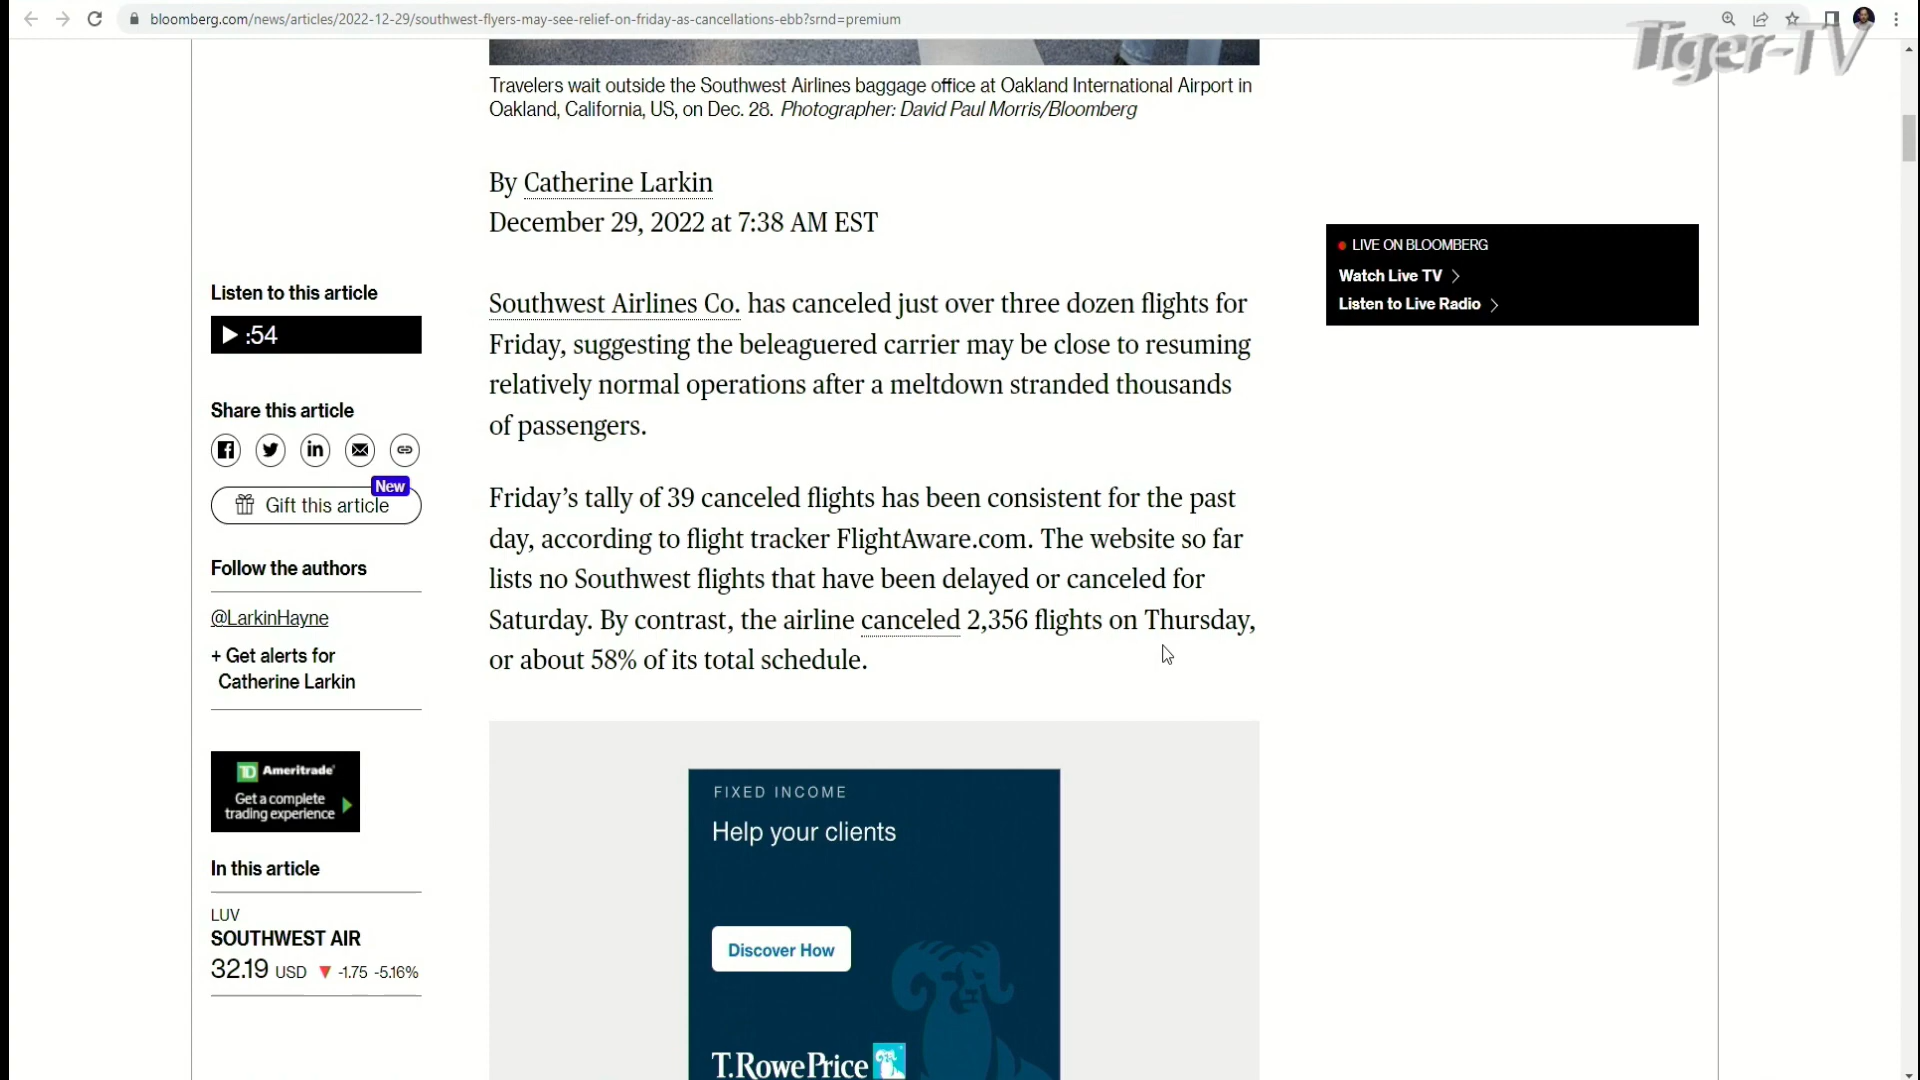 bloomberg.com/news/articles/2022-12-29/southwest-flyers-may-see-relief-on-friday-as-cancellations-ebb?srnd=premium
Tiger-TV
Travelers wait outside the Southwest Airlines baggage office at Oakland International Airport in
Oakland, California, US, on Dec. 28. Photographer: David Paul Morris/Bloomberg
By Catherine Larkin
December 29, 2022 at 7:38 AM EST
LIVE ON BLOOMBERG
Watch Live TV
Listen to Live Radio
Listen to this article
:54
Share this article
New
Gift this article
Follow the authors
@LarkinHayne
+ Get alerts for
Catherine Larkin
TD Ameritrade
Get a complete
trading experience
In this article
LUV
SOUTHWEST AIR
32.19 USD ▼ -1.75 -5.16%
Southwest Airlines Co. has canceled just over three dozen flights for
Friday, suggesting the beleaguered carrier may be close to resuming
relatively normal operations after a meltdown stranded thousands
of passengers.
Friday’s tally of 39 canceled flights has been consistent for the past
day, according to flight tracker FlightAware.com. The website so far
lists no Southwest flights that have been delayed or canceled for
Saturday. By contrast, the airline canceled 2,356 flights on Thursday,
or about 58% of its total schedule.
FIXED INCOME
Help your clients
Discover How
T.RowePrice